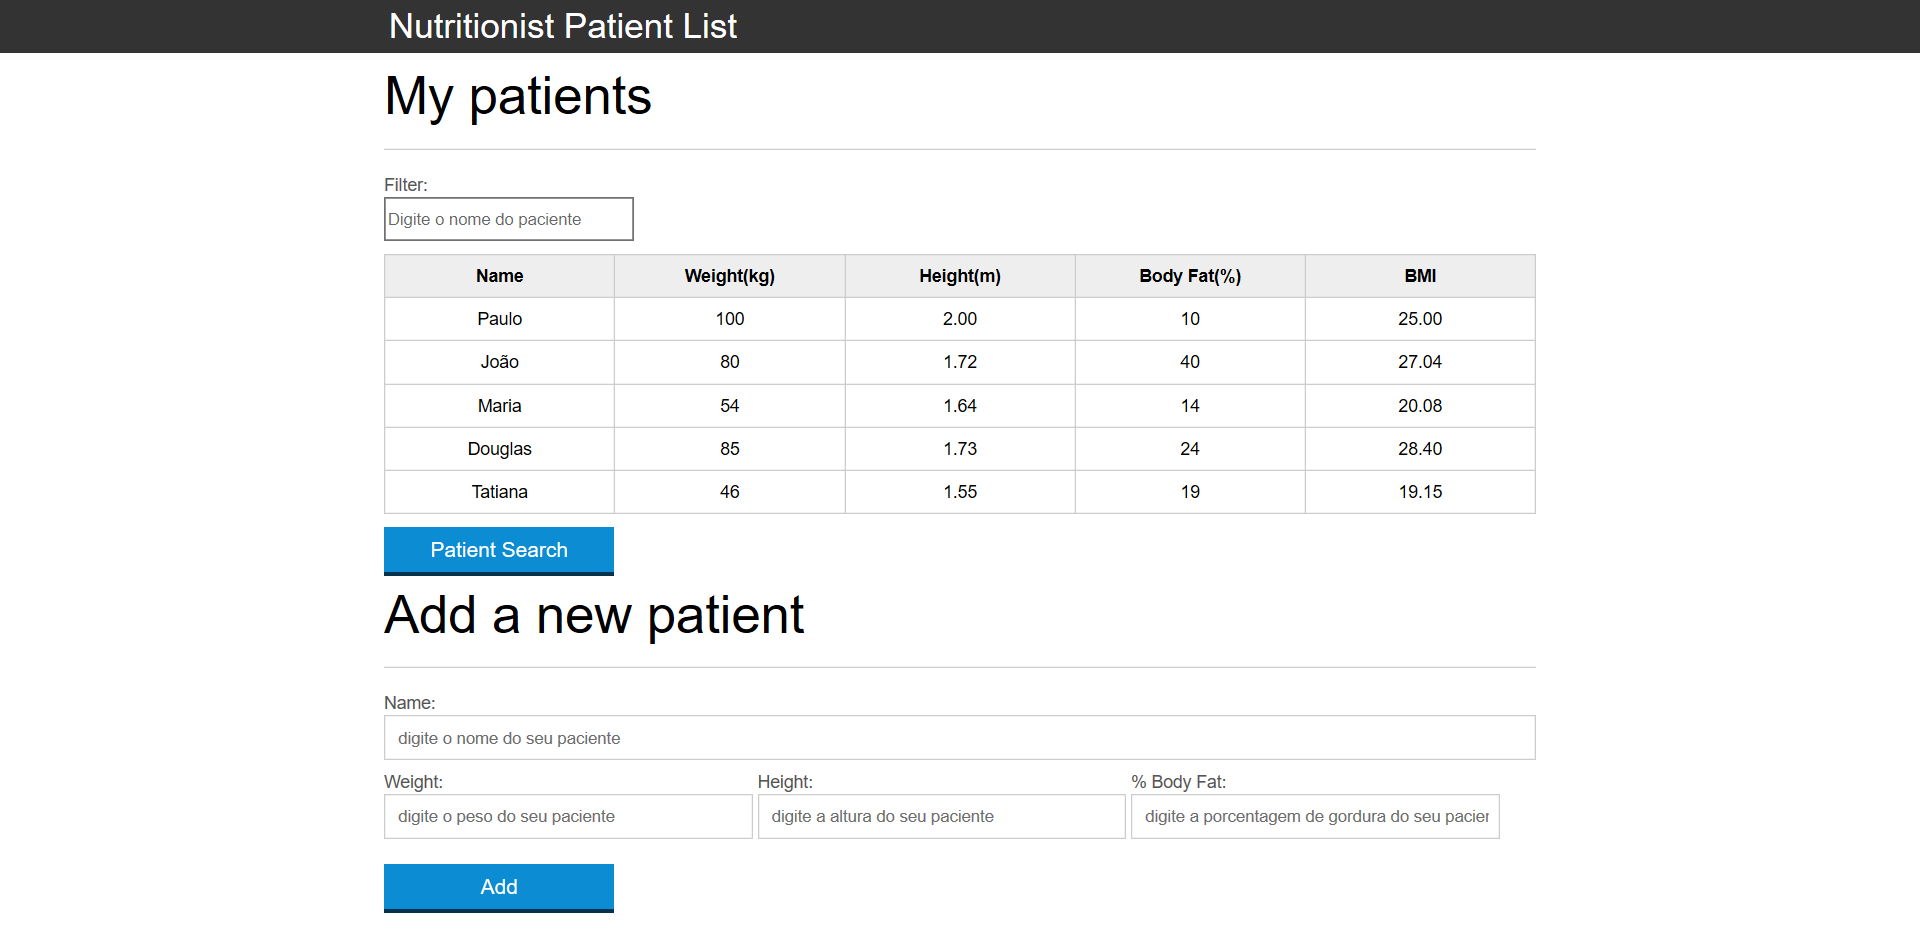 Nutritionist Patient List
My patients
Filter:
Digite o nome do paciente
Name Weight(kg) Height(m) Body Fat(%) BMI
Paulo 100 2.00 10 25.00
João 80 1.72 40 27.04
Maria 54 1.64 14 20.08
Douglas 85 1.73 24 28.40
Tatiana 46 1.55 19 19.15
Patient Search
Add a new patient
Name:
digite o nome do seu paciente
Weight: Height: % Body Fat:
digite o peso do seu paciente digite a altura do seu paciente digite a porcentagem de gordura do seu pacier
Add